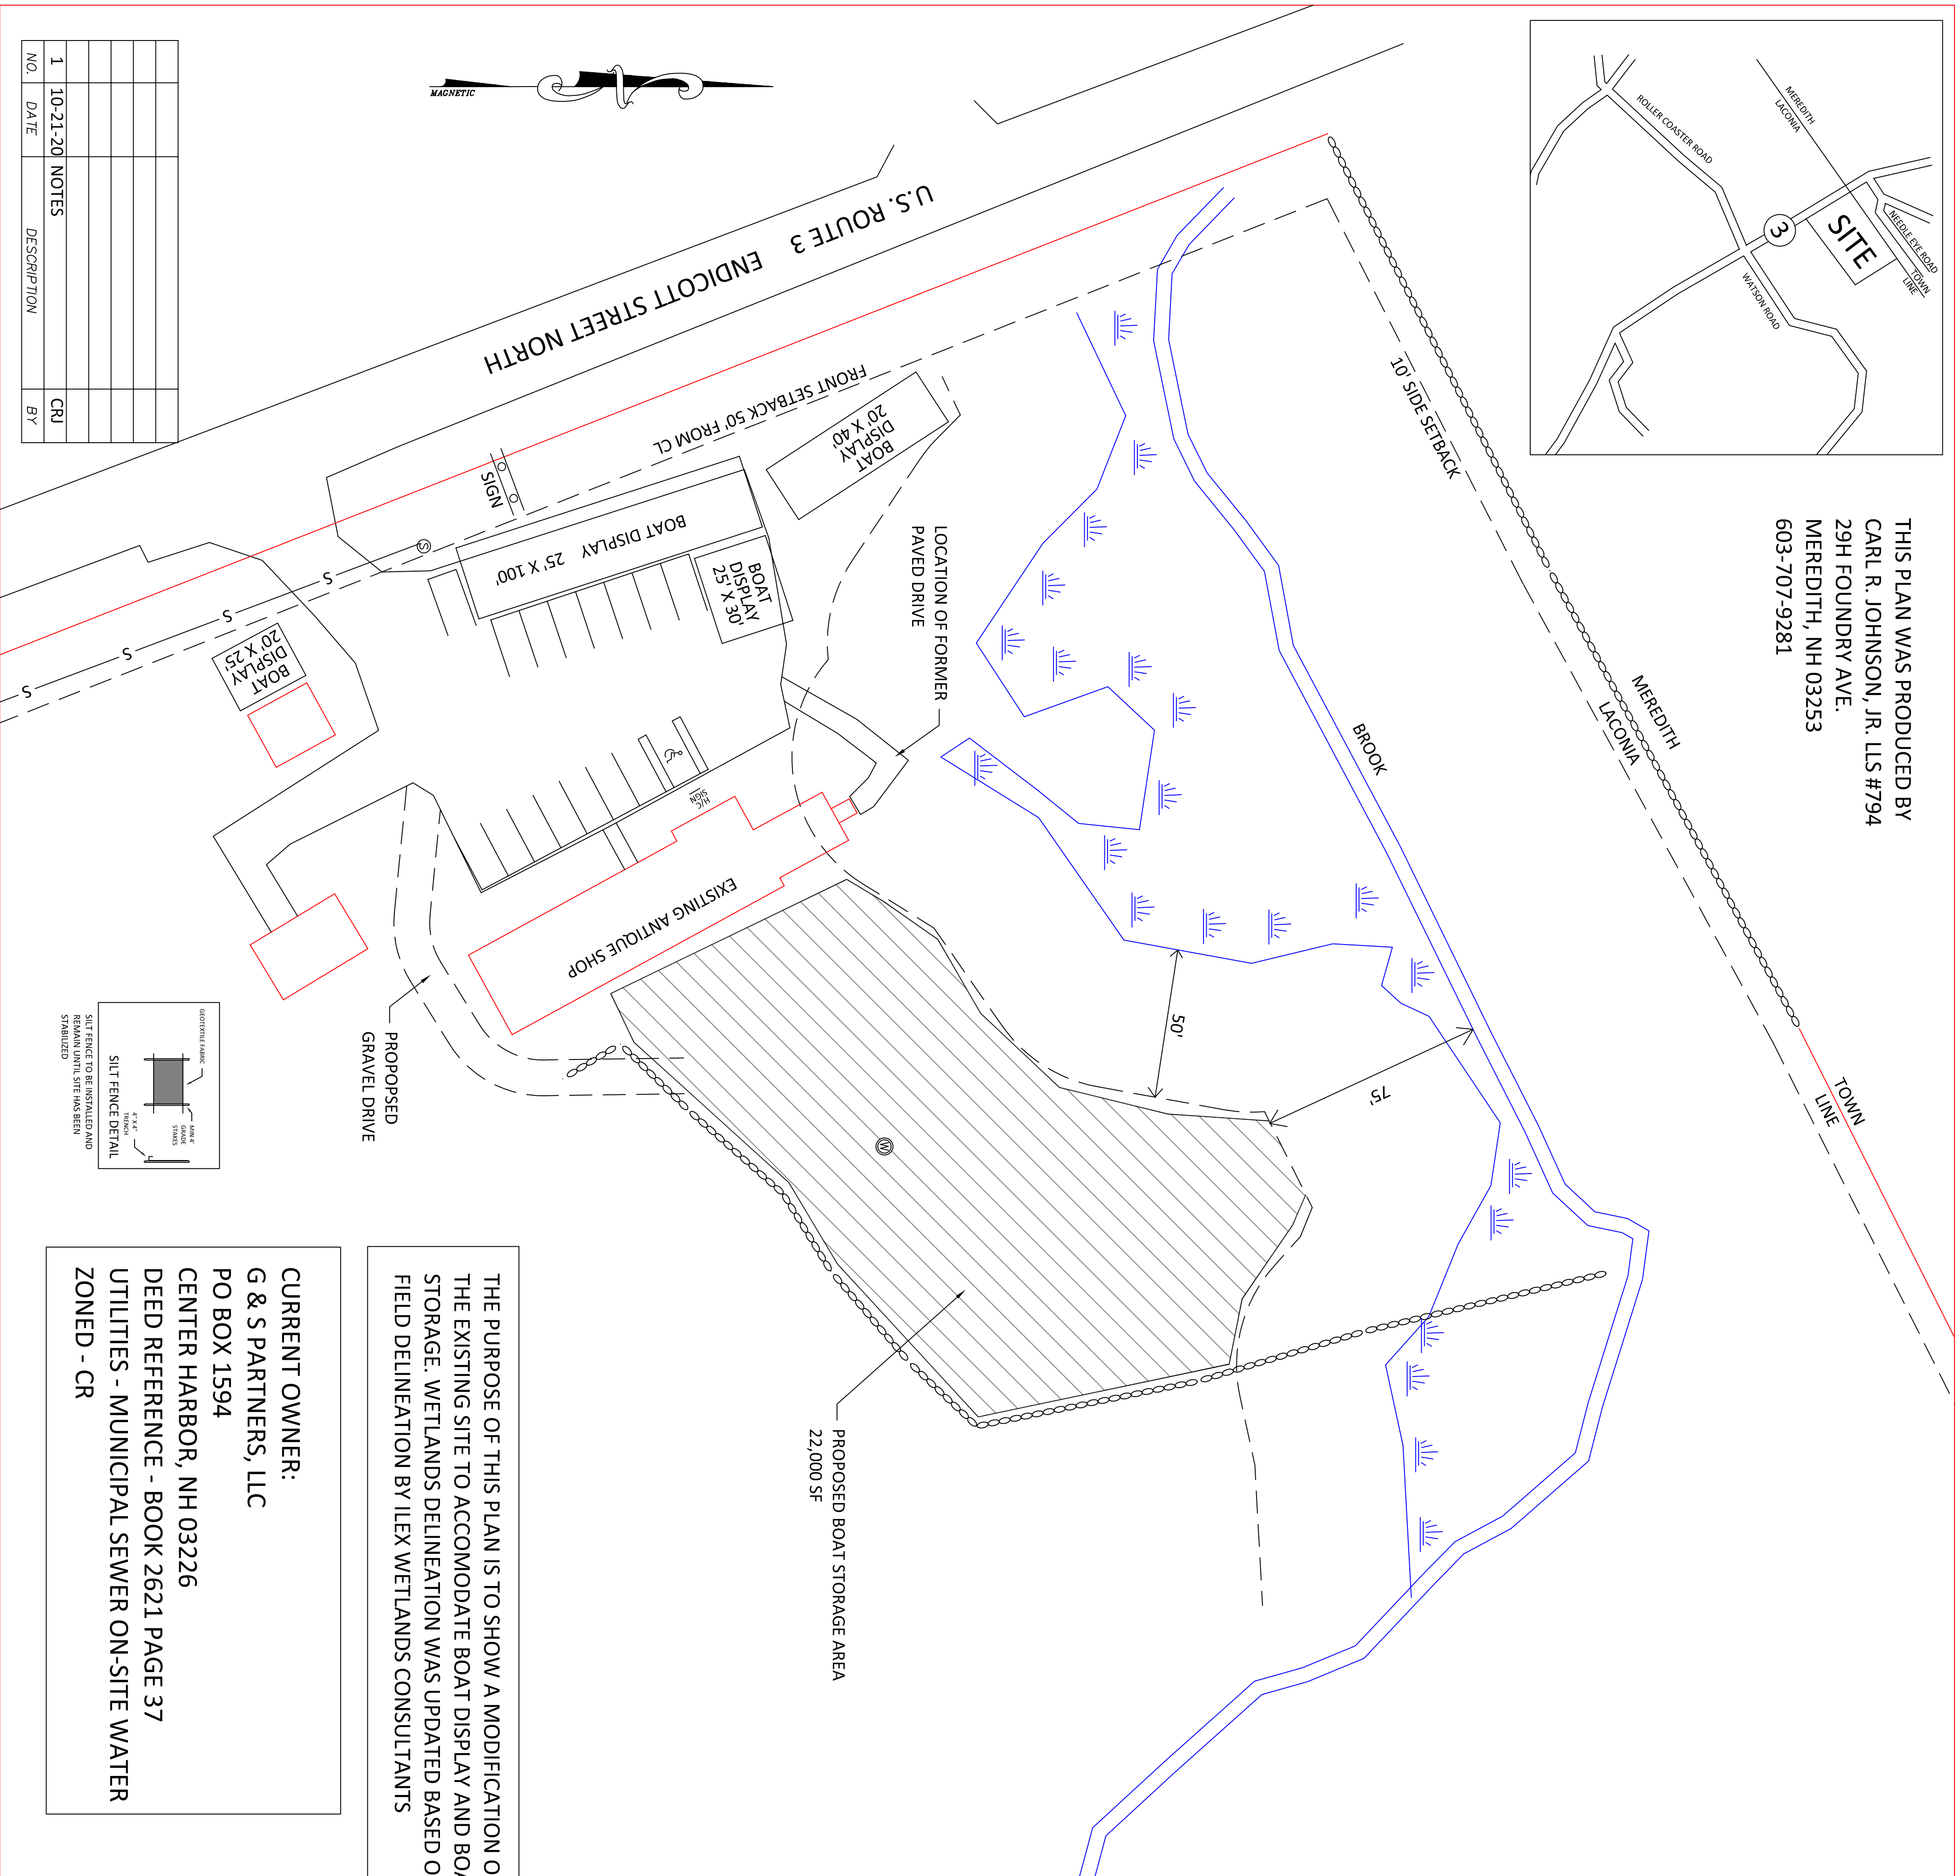 MEREDITH
LACONIA
ROLLER COASTER ROAD
3
SITE
NEEDLE EYE ROAD
TOWN
LINE
WATSON ROAD
THIS PLAN WAS PRODUCED BY
CARL R. JOHNSON, JR. LLS #794
29H FOUNDRY AVE.
MEREDITH, NH 03253
603-707-9281
MAGNETIC
U.S. ROUTE 3 ENDICOTT STREET NORTH
10' SIDE SETBACK
MEREDITH
LACONIA
TOWN
LINE
BROOK
FRONT SETBACK 50' FROM CL
SIGN
BOAT
DISPLAY
20' X 40'
BOAT DISPLAY 25' X 100'
BOAT
DISPLAY
25' X 30'
BOAT
DISPLAY
20' X 25'
S
S
S
S
S
LOCATION OF FORMER
PAVED DRIVE
H/C
SIGN
EXISTING ANTIQUE SHOP
50'
75'
W
PROPOPSED
GRAVEL DRIVE
PROPOSED BOAT STORAGE AREA
22,000 SF
GEOTEXTILE FABRIC
MIN 4'
GRADE
STAKES
4" X 4"
TRENCH
SILT FENCE DETAIL
SILT FENCE TO BE INSTALLED AND
REMAIN UNTIL SITE HAS BEEN
STABILIZED
THE PURPOSE OF THIS PLAN IS TO SHOW A MODIFICATION O
THE EXISTING SITE TO ACCOMODATE BOAT DISPLAY AND BOA
STORAGE. WETLANDS DELINEATION WAS UPDATED BASED O
FIELD DELINEATION BY ILEX WETLANDS CONSULTANTS
CURRENT OWNER:
G & S PARTNERS, LLC
PO BOX 1594
CENTER HARBOR, NH 03226
DEED REFERENCE - BOOK 2621 PAGE 37
UTILITIES - MUNICIPAL SEWER ON-SITE WATER
ZONED - CR
1 10-21-20 NOTES CRJ
NO. DATE DESCRIPTION BY